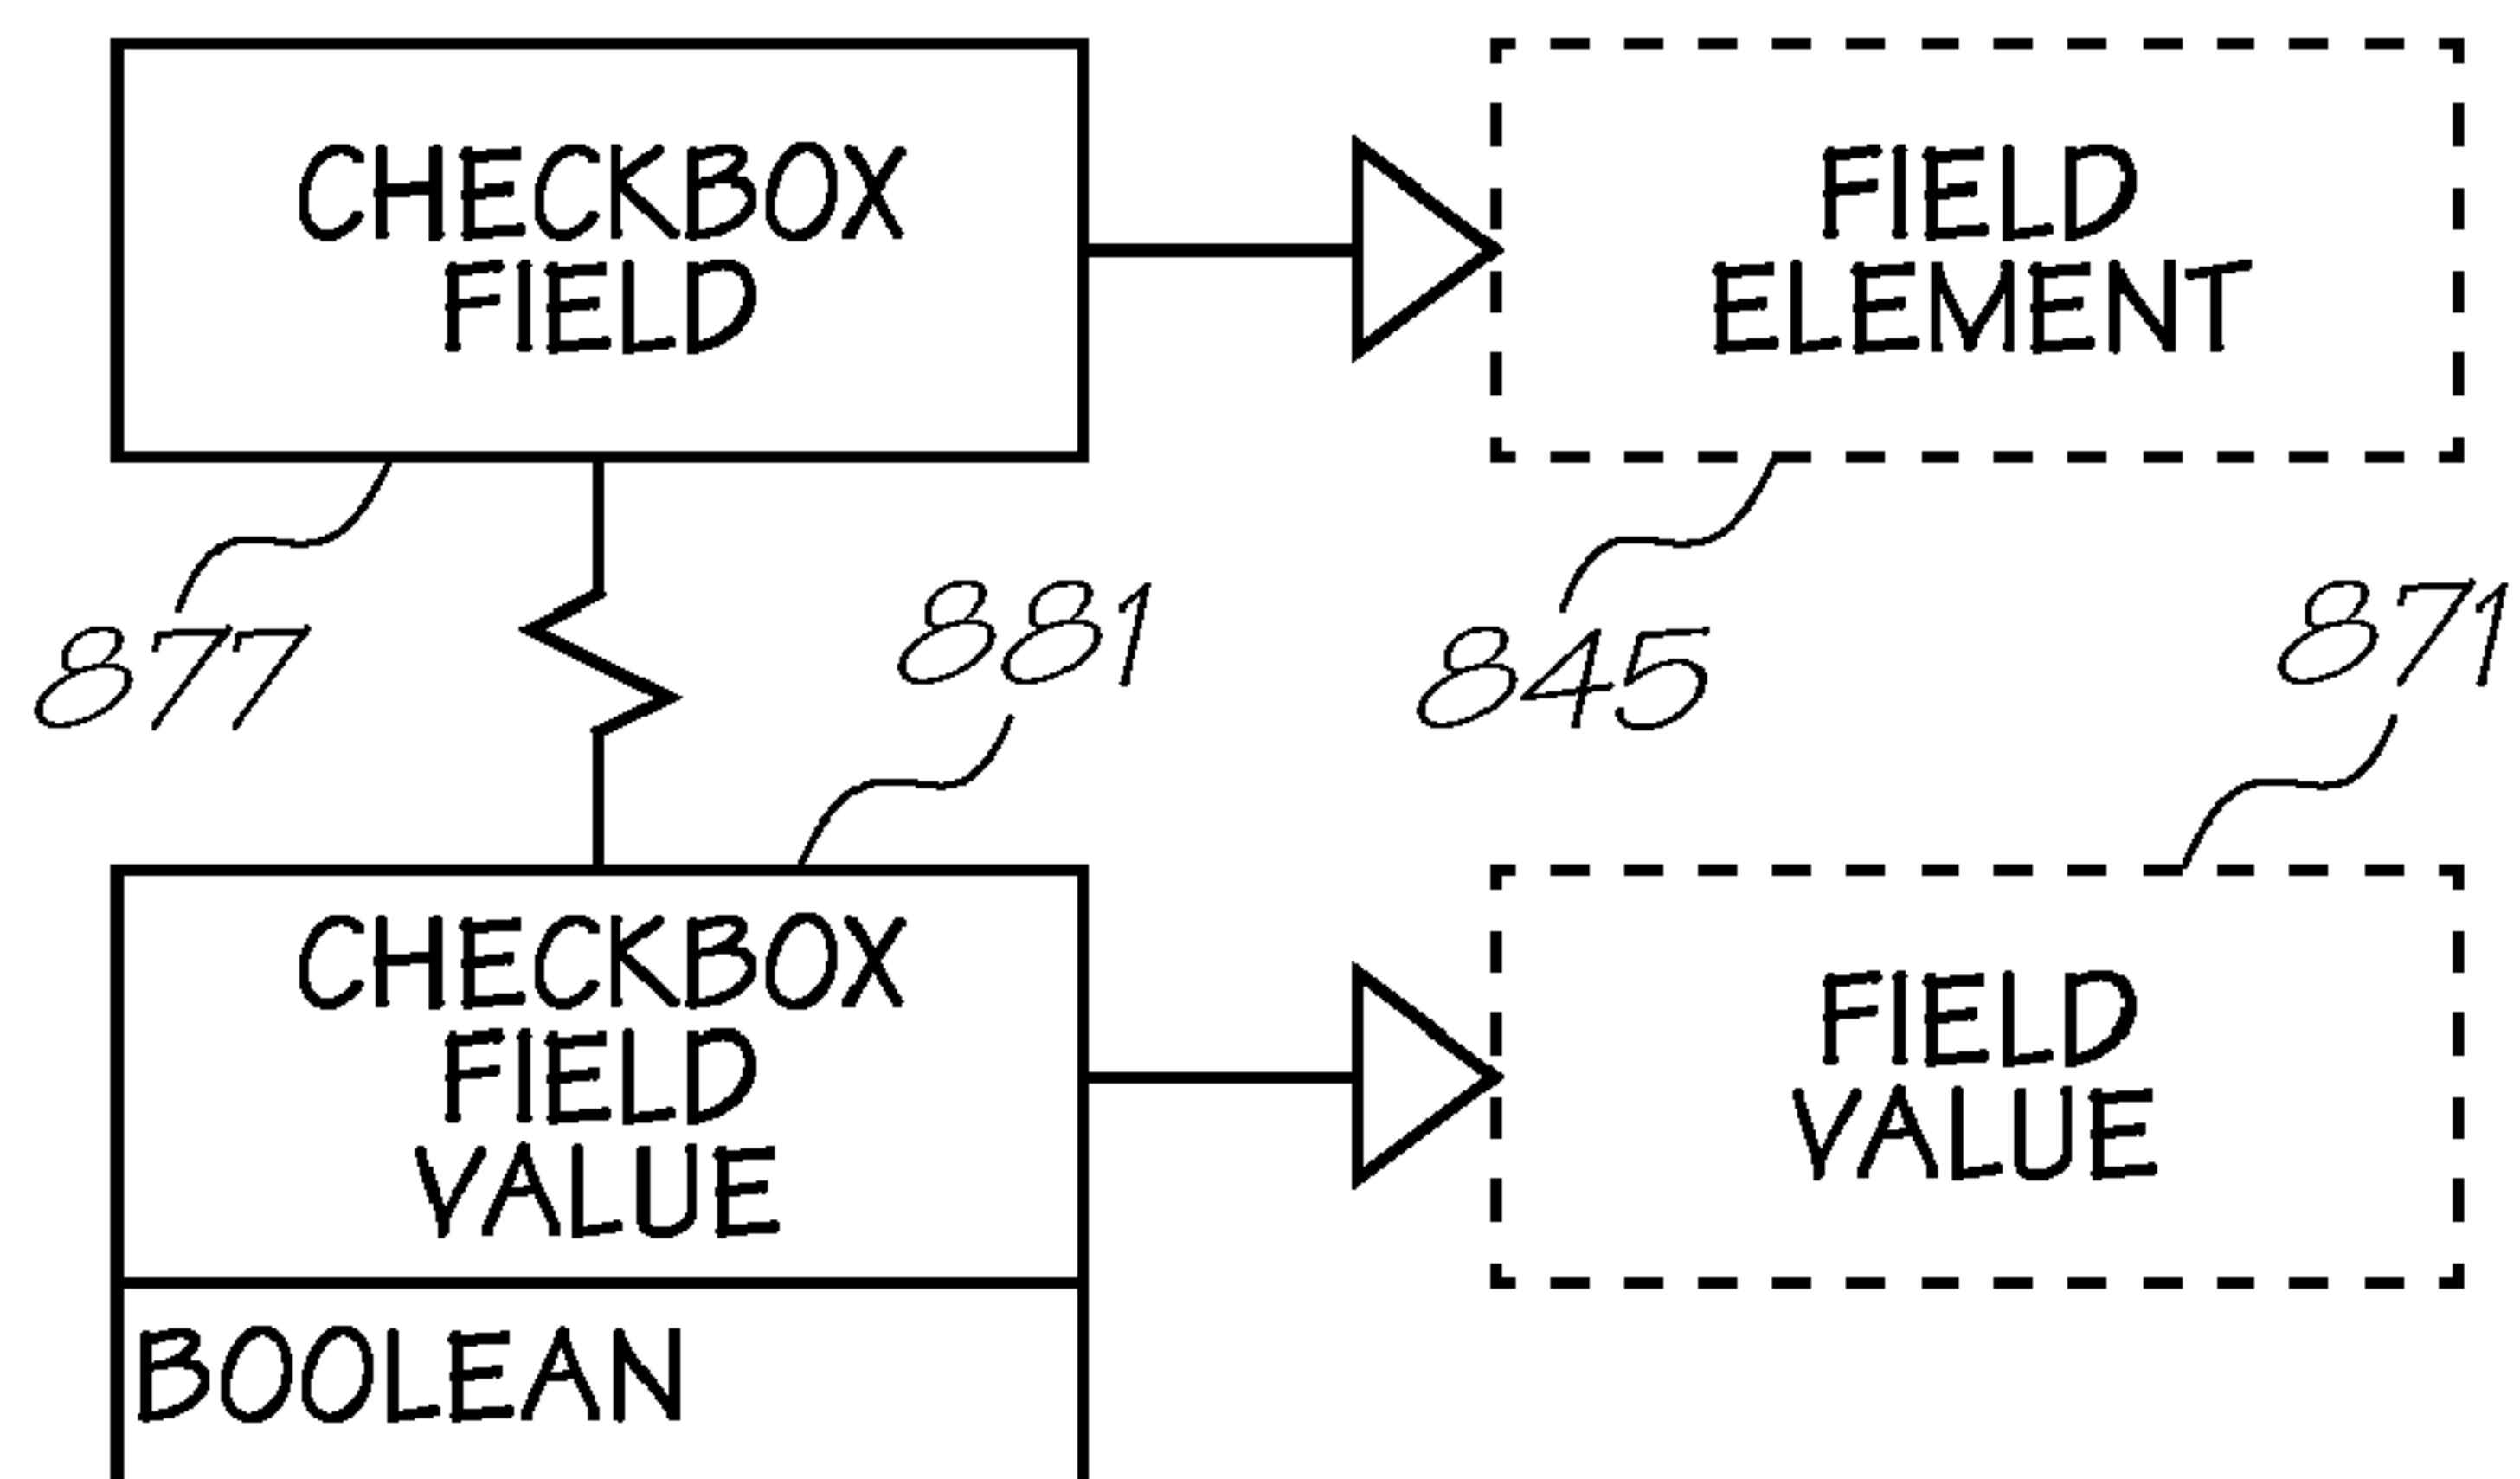 CHECKBOX
FIELD
FIELD
ELEMENT
877
881
845
871
CHECKBOX
FIELD
VALUE
FIELD
VALUE
BOOLEAN